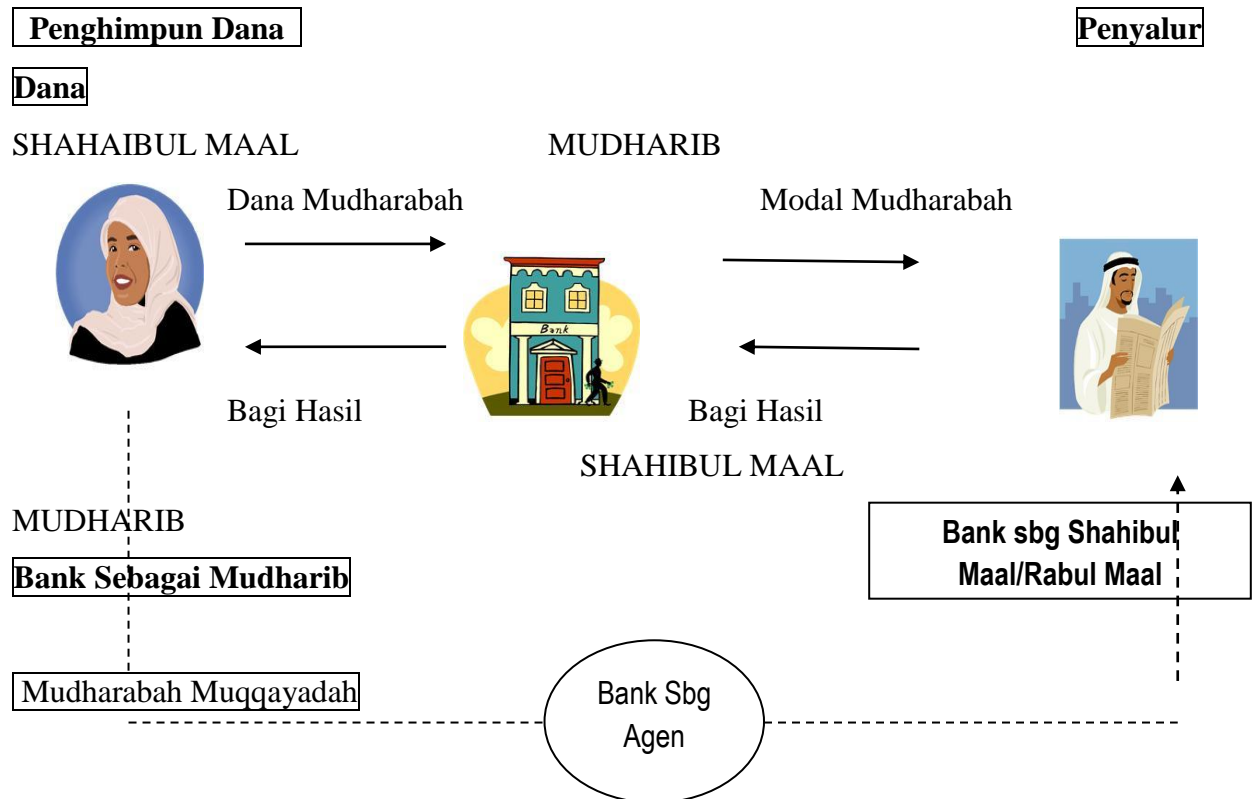 Penghimpun Dana Penyalur
Dana
SHAHAIBUL MAAL MUDHARIB
Dana Mudharabah Modal Mudharabah
Bank
Bagi Hasil Bagi Hasil
SHAHIBUL MAAL
MUDHARIB
Bank Sebagai Mudharib
Bank sbg Shahibul
Maal/Rabul Maal
Mudharabah Muqqayadah
Bank Sbg
Agen